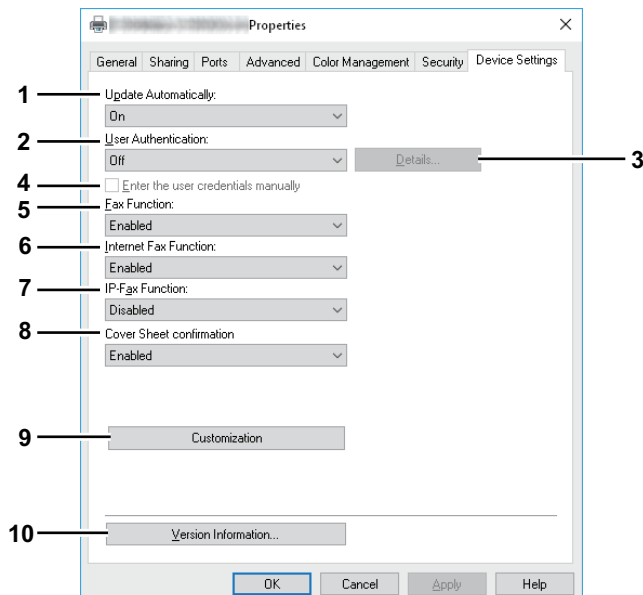 Properties
General Sharing Ports Advanced Color Management Security Device Settings
1 Update Automatically:
On
2 User Authentication:
Off Details... 3
4 Enter the user credentials manually
5 Fax Function:
Enabled
6 Internet Fax Function:
Enabled
7 IP-Fax Function:
Disabled
8 Cover Sheet confirmation
Enabled
9 Customization
10 Version Information...
OK Cancel Apply Help